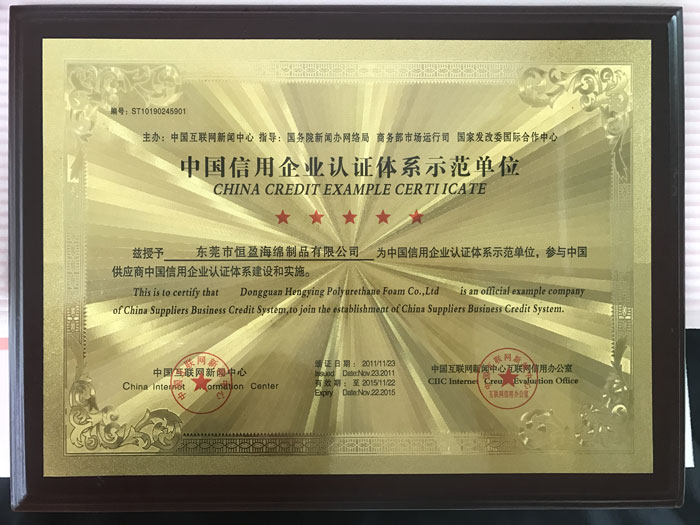 编号：ST10190245901
主办：中国互联网新闻中心 指导：国务院新闻办网络局 商务部市场运行司 国家发改委国际合作中心
中国信用企业认证体系示范单位
CHINA CREDIT EXAMPLE CERTI ICATE
兹授予 东莞市恒盈海绵制品有限公司 为中国信用企业认证体系示范单位，参与中国
供应商中国信用企业认证体系建设和实施。
This is to certify that Dongguan Hengying Polyurethane Foam Co.,Ltd is an official example company
of China Suppliers Business Credit System,to join the establishment of China Suppliers Business Credit System.
中国互联网新闻中心
China Internet Information Center
颁证日期： 2011/11/23
Issued Date:Nov.23.2011
有效期：至 2015/11/22
Expiry Date:Nov.22.2015
中国互联网新闻中心互联网信用办公室
CIIC Internet Credit Evaluation Office
互联网信用办公室